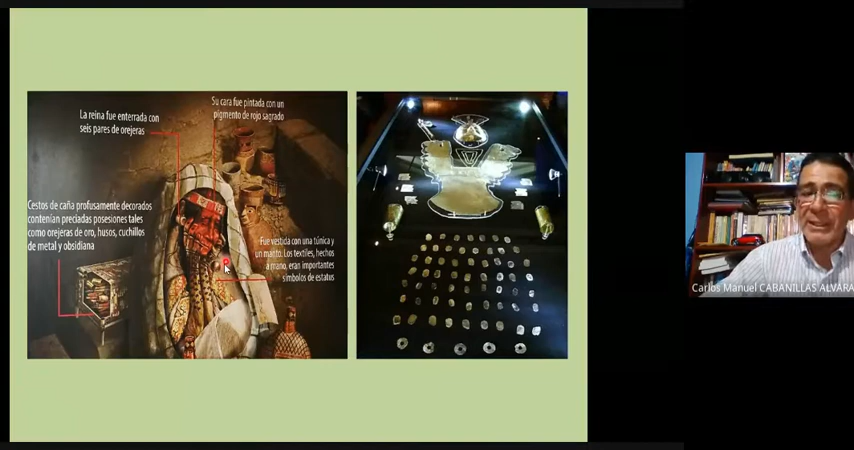 La reina fue enterrada con
seis pares de orejeras
Su cara fue pintada con un
pigmento de rojo sagrado
Cestos de caña profusamente decorados
contenían preciadas posesiones tales
como orejeras de oro, husos, cuchillos
de metal y obsidiana
Fue vestida con una túnica y
un manto. Los textiles, hechos
a mano, eran importantes
símbolos de estatus
Carlos Manuel CABANILLAS ALVARA